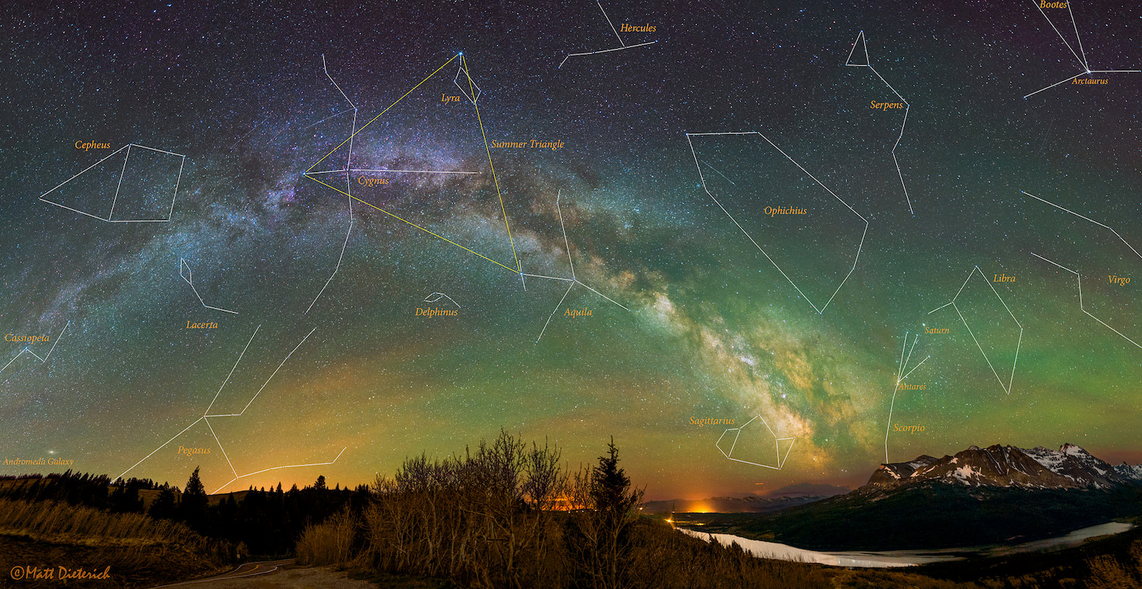 Bootes
Hercules
Arctaurus
Lyra
Serpens
Cepheus
Summer Triangle
Cygnus
Ophichius
Libra
Virgo
Delphinus
Aquila
Lacerta
Saturn
Cassiopeia
Antares
Sagittarius
Scorpio
Pegasus
Andromeda Galaxy
©Matt Dieterich